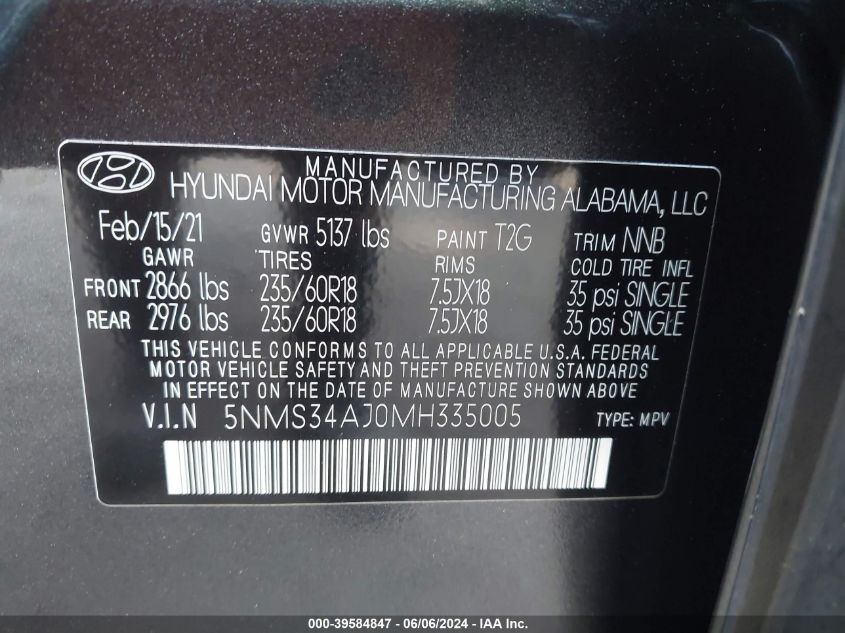 MANUFACTURED BY
HYUNDAI MOTOR MANUFACTURING ALABAMA, LLC
Feb/15/21 GVWR 5137 lbs PAINT T2G TRIM NNB
GAWR TIRES RIMS COLD TIRE INFL
FRONT 2866 lbs 235/60R18 7.5JX18 35 psi SINGLE
REAR 2976 lbs 235/60R18 7.5JX18 35 psi SINGLE
THIS VEHICLE CONFORMS TO ALL APPLICABLE U.S.A. FEDERAL
MOTOR VEHICLE SAFETY AND THEFT PREVENTION STANDARDS
IN EFFECT ON THE DATE OF MANUFACTURE SHOWN ABOVE
V.I.N 5NMS34AJ0MH335005 TYPE: MPV
000-39584847 - 06/06/2024 - IAA Inc.